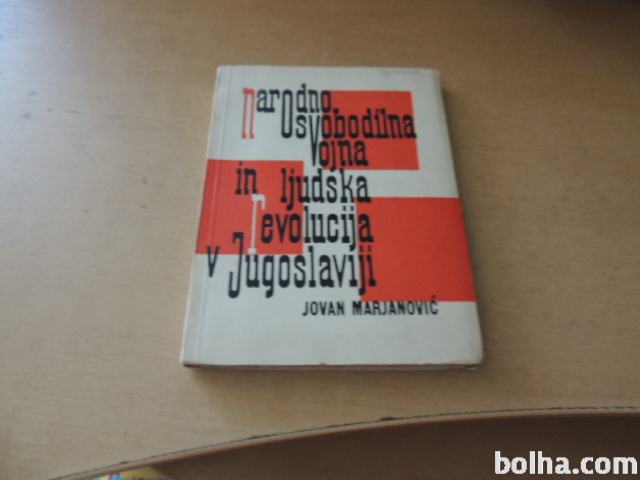 narodno
Osvobodilna
Vojna
in ljudska
revolucija
v Jugoslaviji
JOVAN MARJANOVIĆ
bolha.com